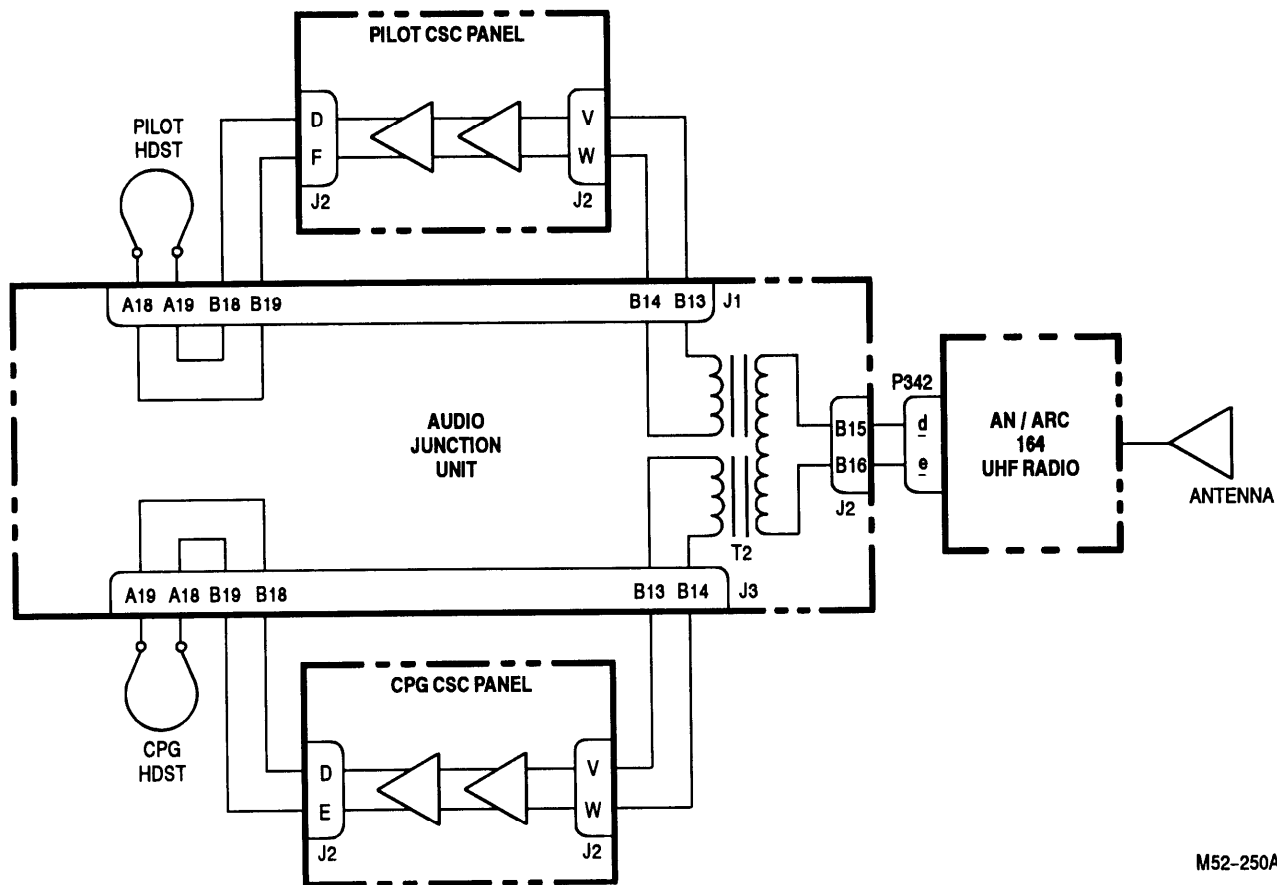 PILOT CSC PANEL
PILOT
HDST
D
F
J2
V
W
J2
A18 A19 B18 B19 B14 B13 J1
AUDIO
JUNCTION
UNIT
B15
B16
J2
P342
d
e
AN / ARC
164
UHF RADIO
ANTENNA
T2
A19 A18 B19 B18 B13 B14 J3
CPG
HDST
CPG CSC PANEL
D
E
J2
V
W
J2
M52-250A